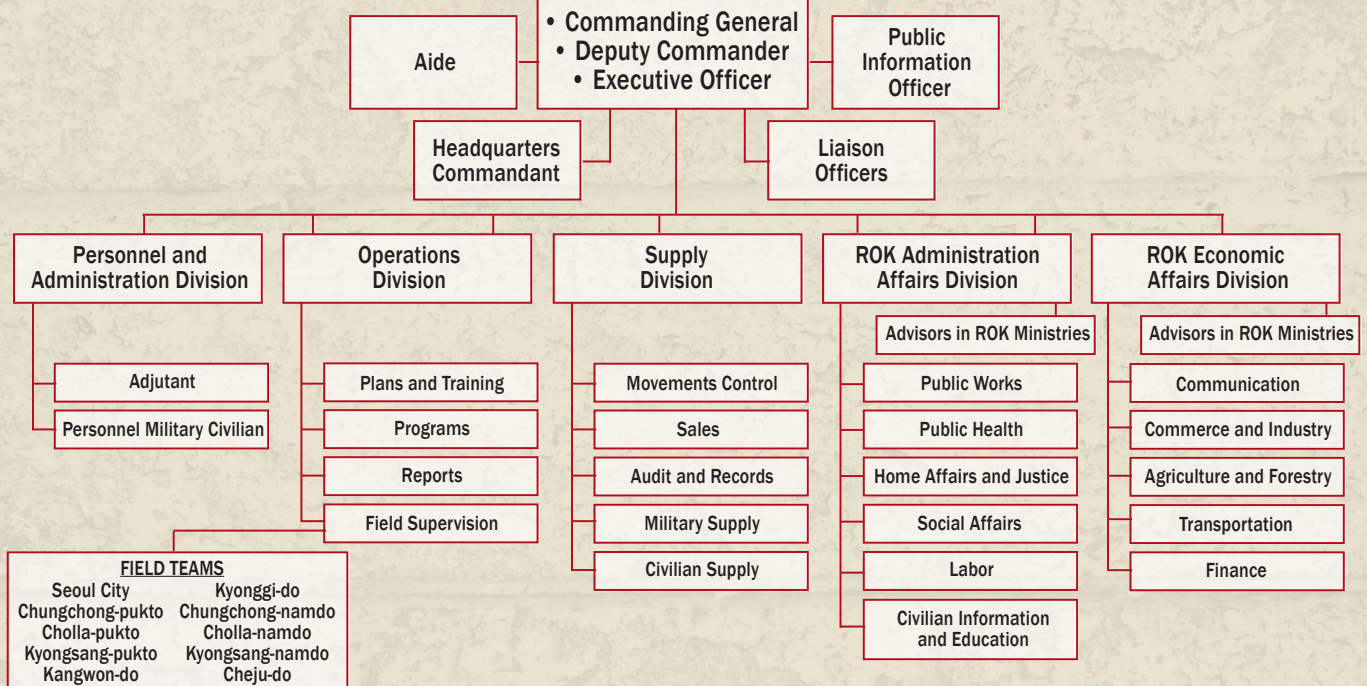 Aide
• Commanding General
• Deputy Commander
• Executive Officer
Public
Information
Officer
Headquarters
Commandant
Liaison
Officers
Personnel and
Administration Division
Adjutant
Personnel Military Civilian
Operations
Division
Plans and Training
Programs
Reports
Field Supervision
FIELD TEAMS
Seoul City Kyonggi-do
Chungchong-pukto Chungchong-namdo
Cholla-pukto Cholla-namdo
Kyongsang-pukto Kyongsang-namdo
Kangwon-do Cheju-do
Supply
Division
Movements Control
Sales
Audit and Records
Military Supply
Civilian Supply
ROK Administration
Affairs Division
Advisors in ROK Ministries
Public Works
Public Health
Home Affairs and Justice
Social Affairs
Labor
Civilian Information
and Education
ROK Economic
Affairs Division
Advisors in ROK Ministries
Communication
Commerce and Industry
Agriculture and Forestry
Transportation
Finance